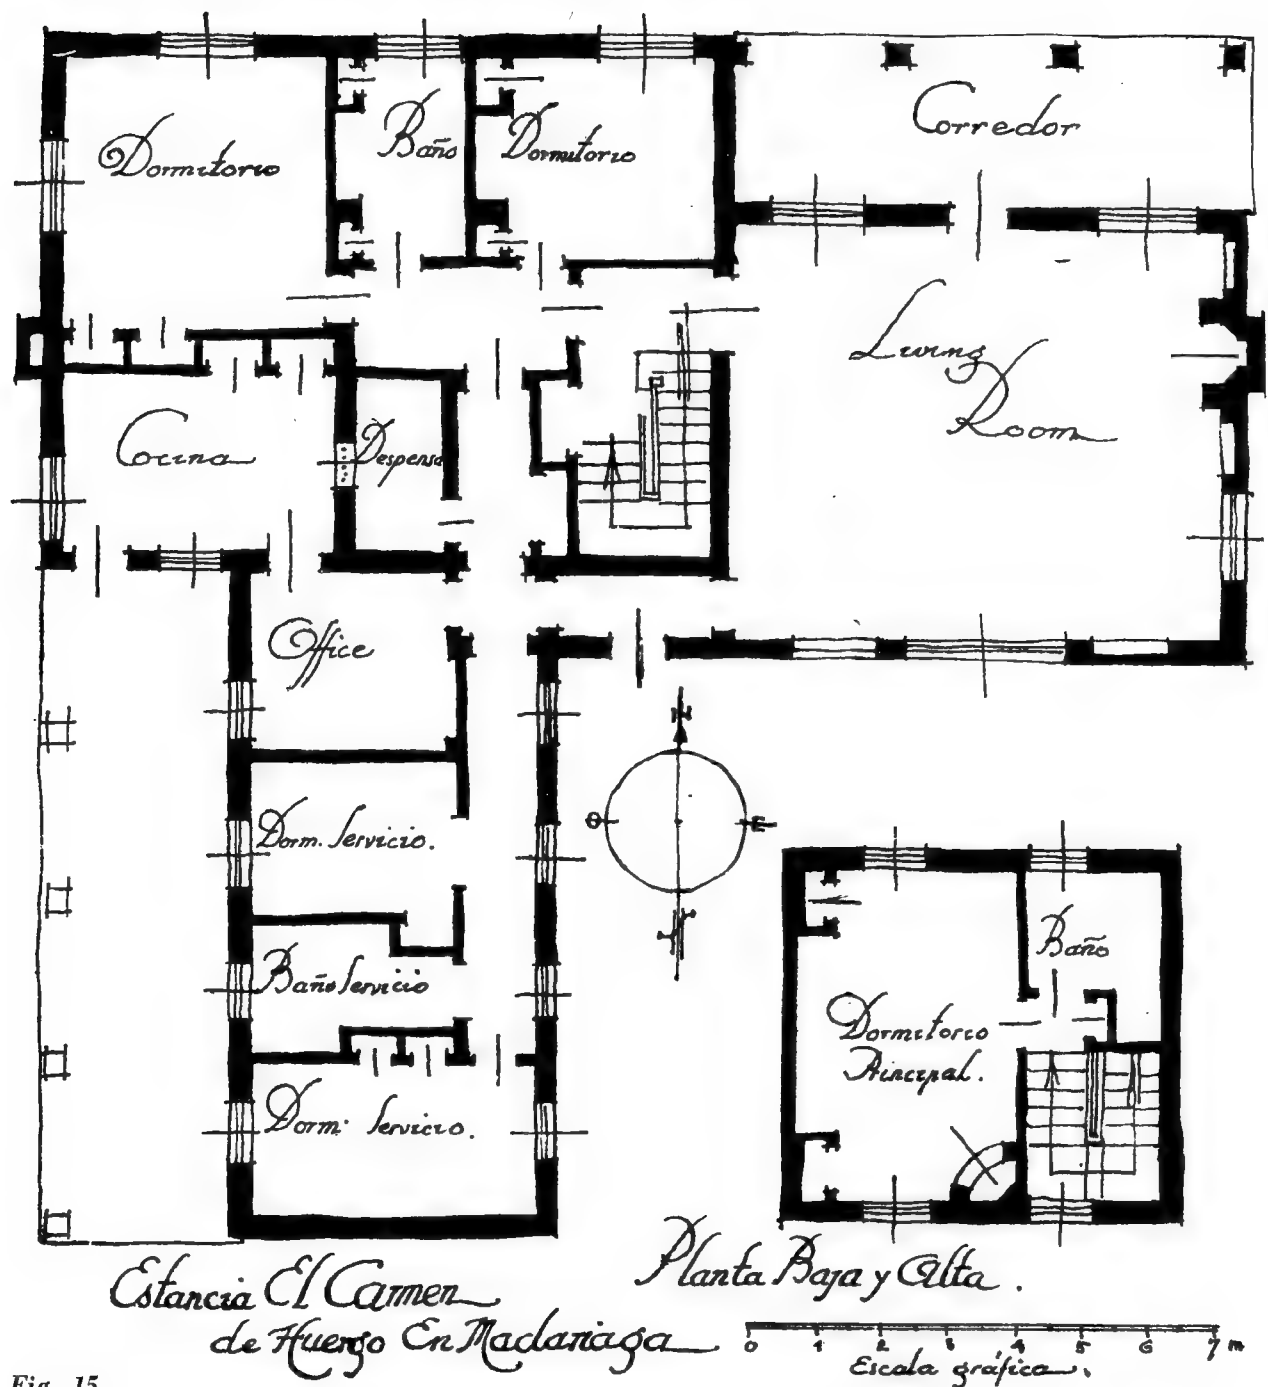 Corredor
Dormitorio
Baño
Dormitorio
Living
Room
Cocina
Despensa
Office
N
O
E
S
Dorm. Servicio.
Baño Servicio
Dorm. Servicio.
Baño
Dormitorio
Principal.
Estancia El Carmen
de Huergo En Madariaga
Planta Baja y Alta.
0 1 2 3 4 5 6 7 m
Escala gráfica.
Fig. 15